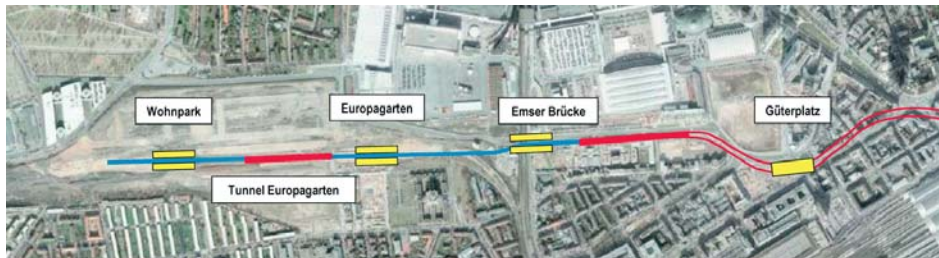 Wohnpark
Europagarten
Emser Brücke
Güterplatz
Tunnel Europagarten